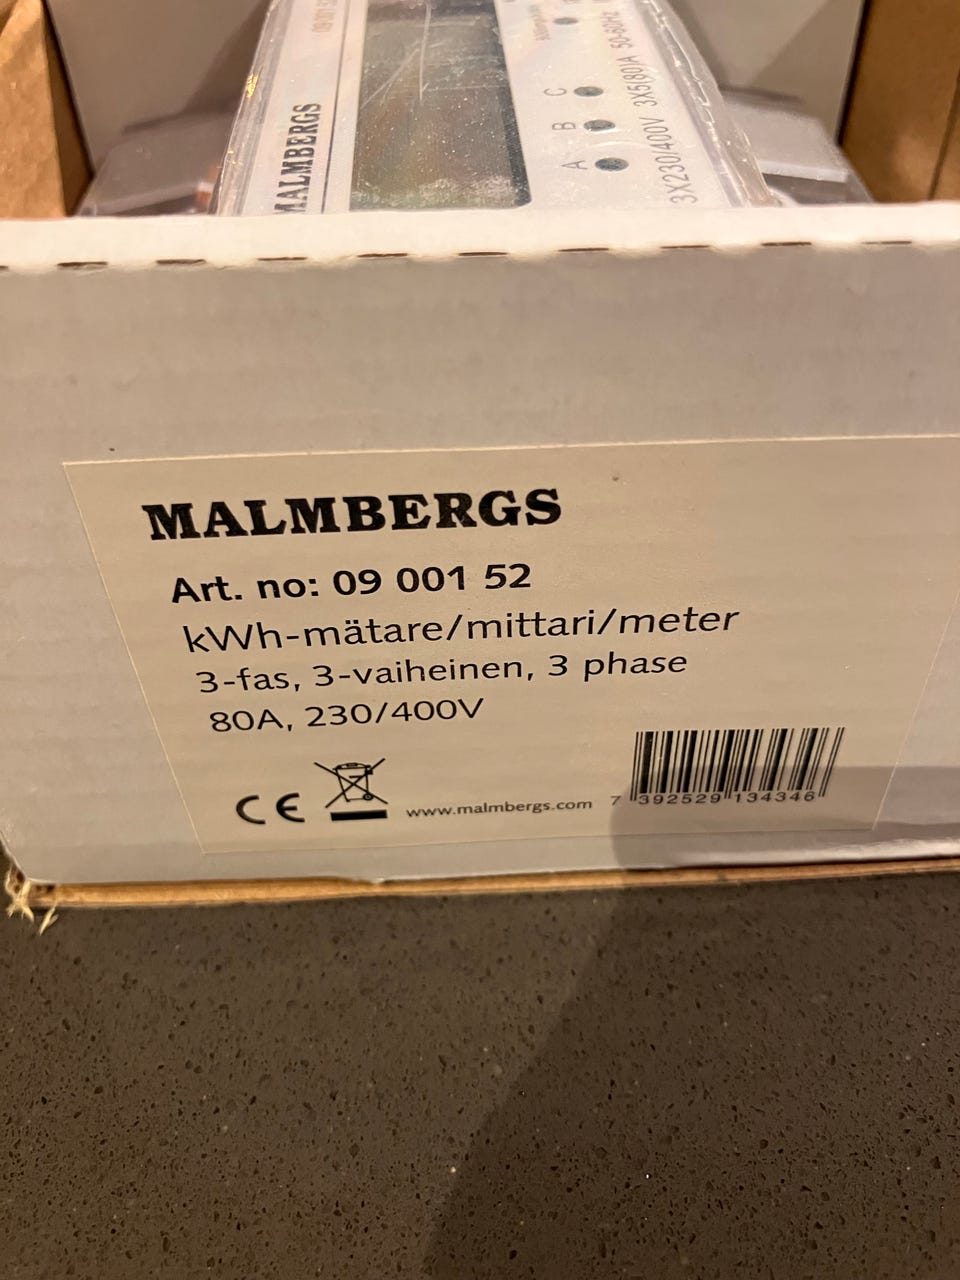 MALMBERGS
A B C
3X230/400V 3X5(80)A 50-60HZ
MALMBERGS
Art. no: 09 001 52
kWh-mätare/mittari/meter
3-fas, 3-vaiheinen, 3 phase
80A, 230/400V
CE
www.malmbergs.com
7 392529 134346